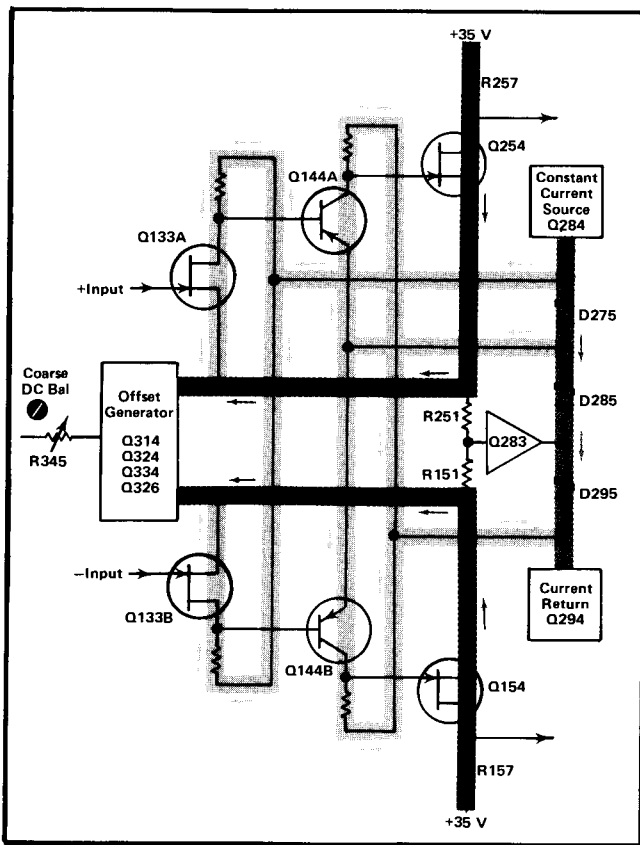 +35 V
R257
Q254
Constant
Current
Source
Q284
Q144A
Q133A
+Input
D275
Coarse
DC Bal
Offset
Generator
Q314
Q324
Q334
Q326
R345
R251
Q283
D285
R151
D295
−Input
Q133B
Current
Return
Q294
Q144B
Q154
R157
+35 V